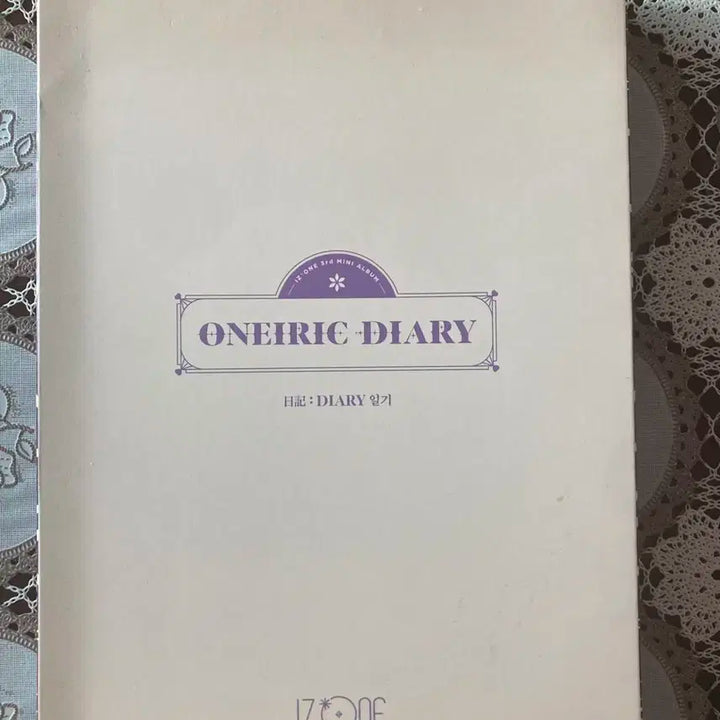 IZ*ONE 3rd MINI ALBUM
ONEIRIC DIARY
日記 : DIARY 일기
IZ*ONE